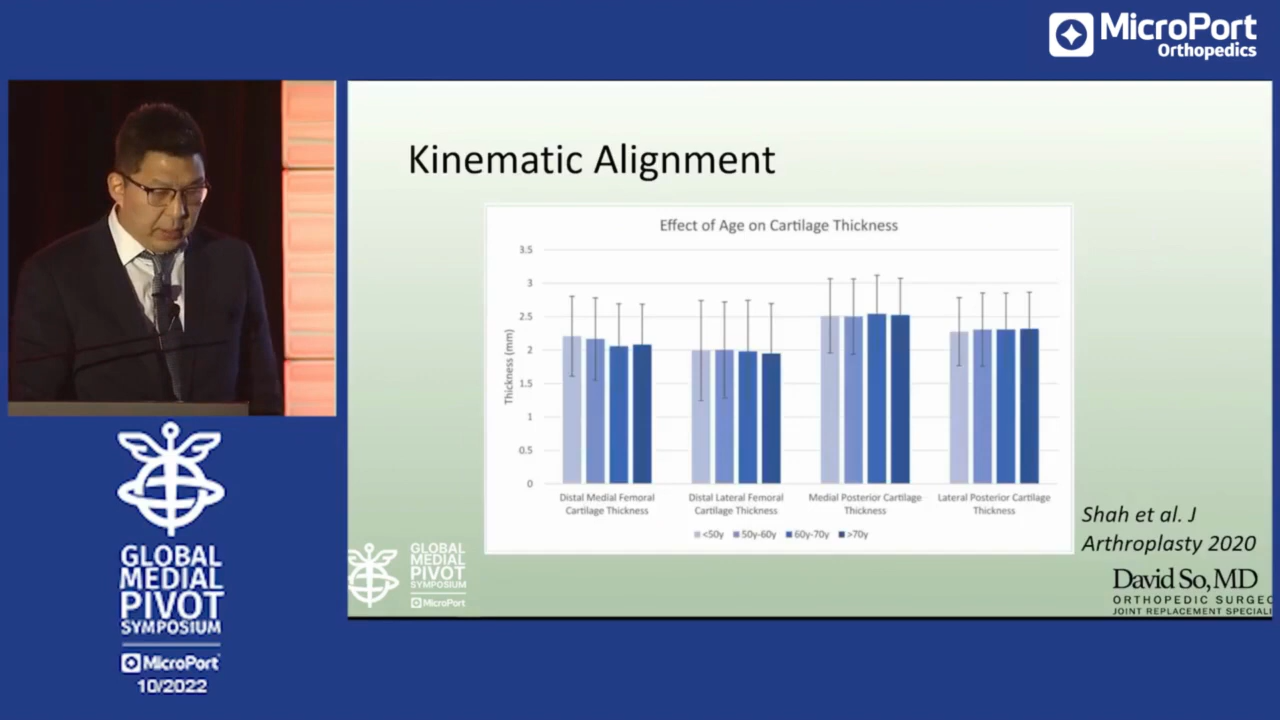 MicroPort
Orthopedics
Kinematic Alignment
Effect of Age on Cartilage Thickness
Thickness (mm)
3.5
3
2.5
2
1.5
1
0.5
0
Distal Medial Femoral
Cartilage Thickness
Distal Lateral Femoral
Cartilage Thickness
Medial Posterior Cartilage
Thickness
Lateral Posterior Cartilage
Thickness
<50y 50y-60y 60y-70y >70y
Shah et al. J
Arthroplasty 2020
David So, MD
ORTHOPEDIC SURGEO
JOINT REPLACEMENT SPECIALI
GLOBAL
MEDIAL
PIVOT
SYMPOSIUM
MicroPort
GLOBAL
MEDIAL
PIVOT
SYMPOSIUM
MicroPort
10/2022